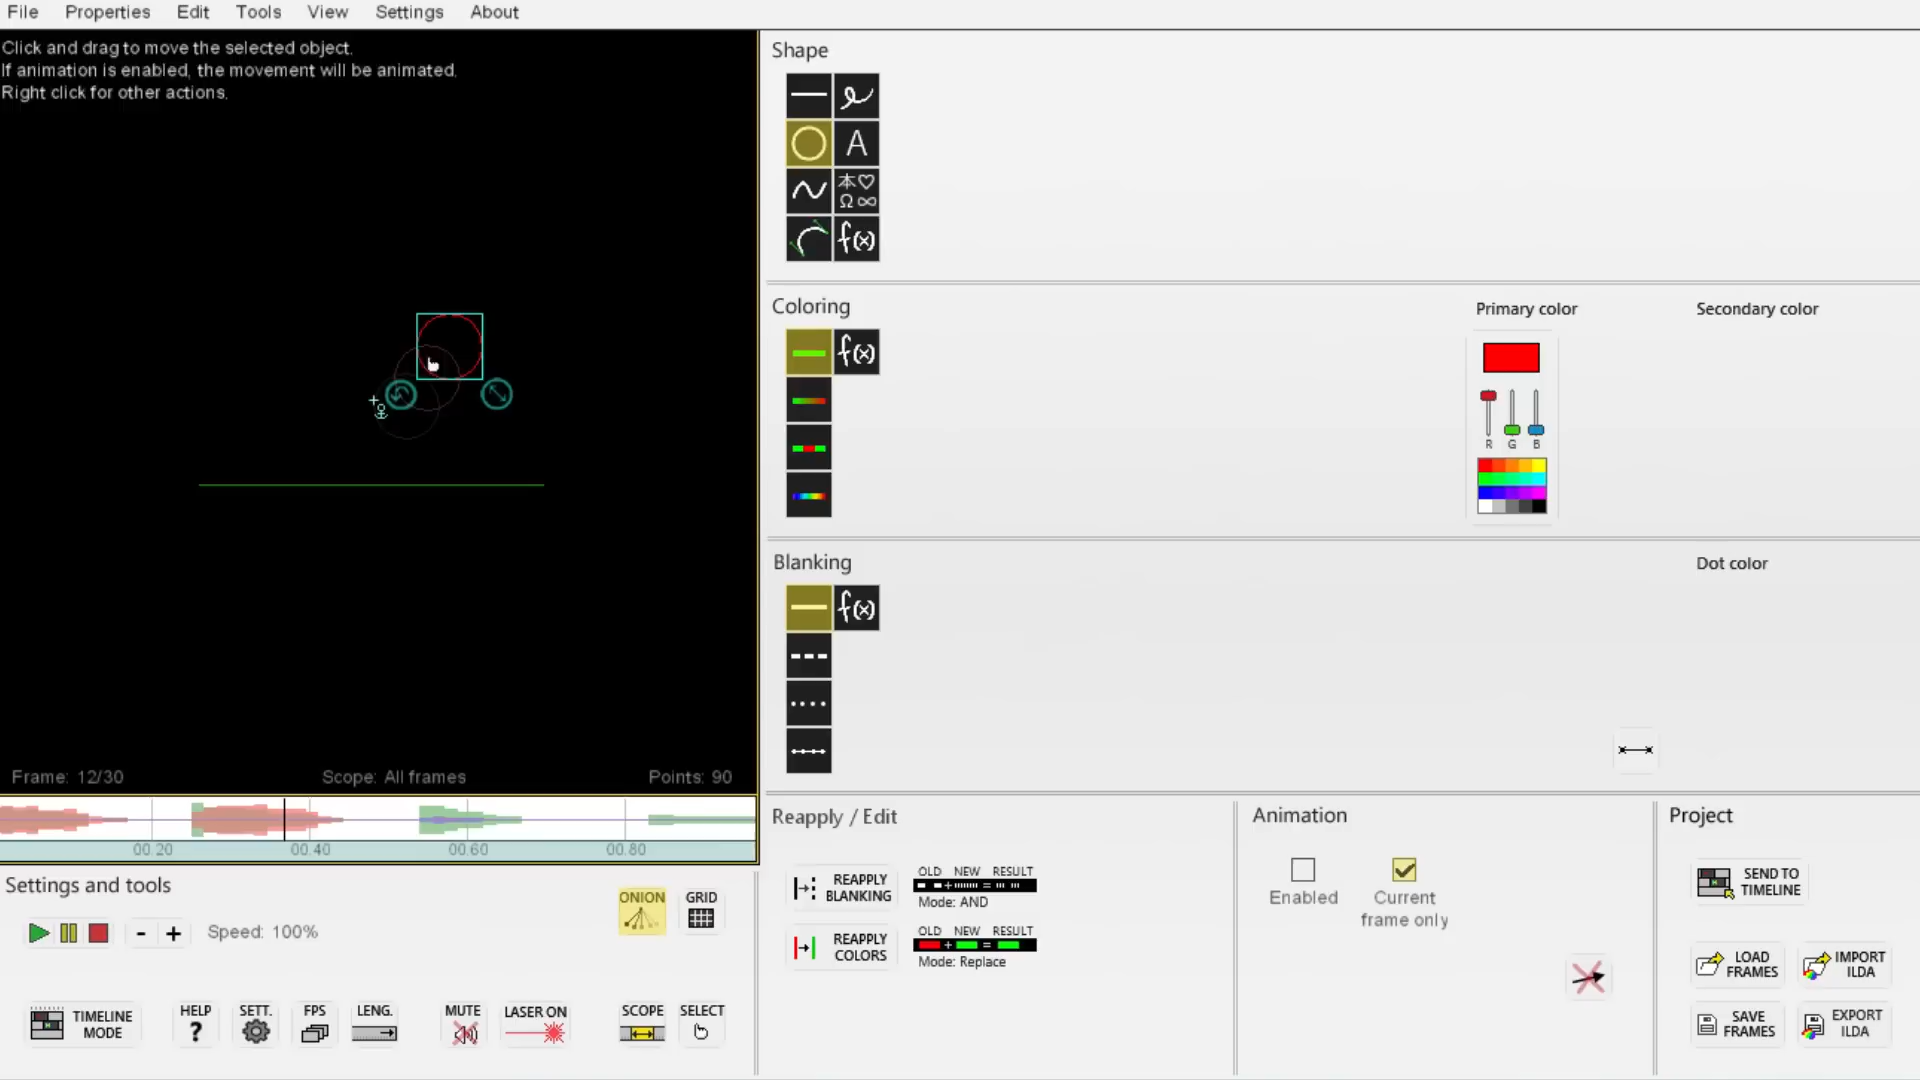 File Properties Edit Tools View Settings About
Click and drag to move the selected object.
If animation is enabled, the movement will be animated.
Right click for other actions.
Frame: 12/30 Scope: All frames Points: 90
00.20 00.40 00.60 00.80
Settings and tools
Speed: 100%
ONION
GRID
TIMELINE
MODE
HELP
?
SETT.
FPS
LENG.
MUTE
LASER ON
SCOPE
SELECT
Shape
A
本♡
Ω∞
f(x)
Coloring
f(x)
Primary color
R G B
Secondary color
Blanking
f(x)
Dot color
Reapply / Edit
REAPPLY
BLANKING
OLD NEW RESULT
+ =
Mode: AND
REAPPLY
COLORS
OLD NEW RESULT
+ =
Mode: Replace
Animation
Enabled
Current
frame only
Project
SEND TO
TIMELINE
LOAD
FRAMES
IMPORT
ILDA
SAVE
FRAMES
EXPORT
ILDA